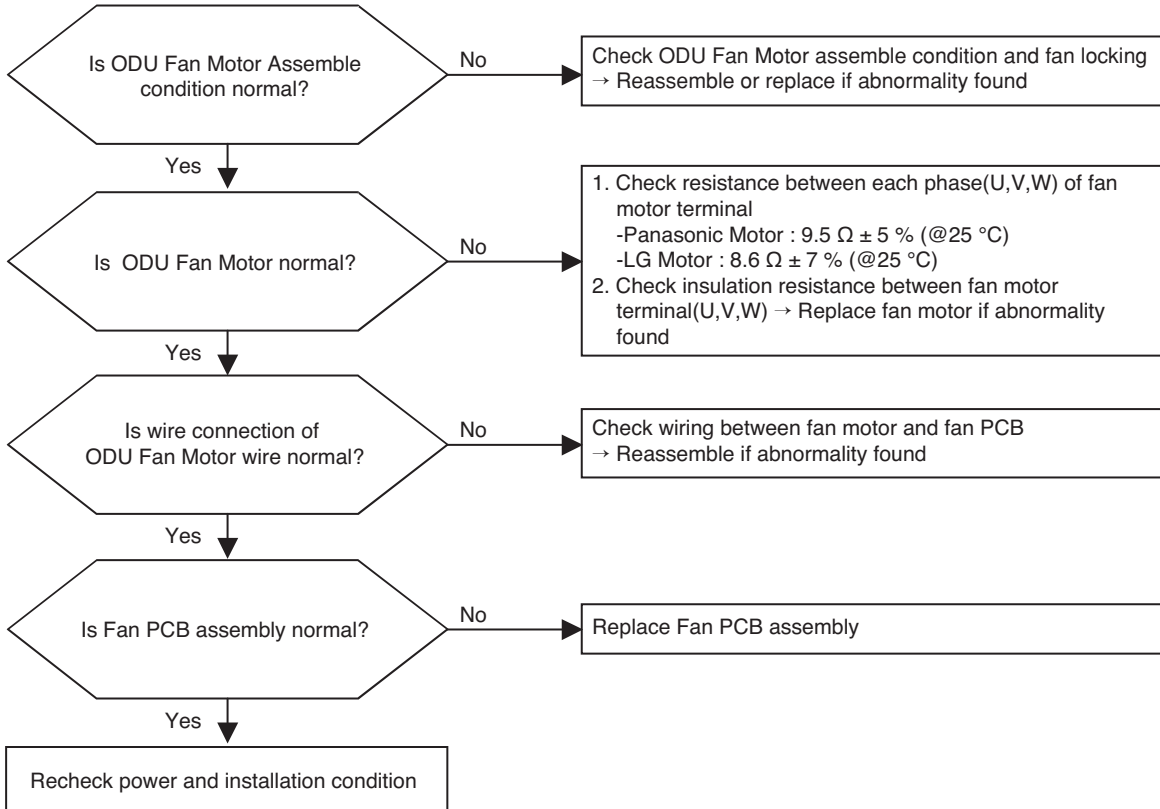 Is ODU Fan Motor Assemble
condition normal?
No
Check ODU Fan Motor assemble condition and fan locking
→ Reassemble or replace if abnormality found
Yes
Is ODU Fan Motor normal?
No
1. Check resistance between each phase(U,V,W) of fan
motor terminal
-Panasonic Motor : 9.5 Ω ± 5 % (@25 °C)
-LG Motor : 8.6 Ω ± 7 % (@25 °C)
2. Check insulation resistance between fan motor
terminal(U,V,W) → Replace fan motor if abnormality
found
Yes
Is wire connection of
ODU Fan Motor wire normal?
No
Check wiring between fan motor and fan PCB
→ Reassemble if abnormality found
Yes
Is Fan PCB assembly normal?
No
Replace Fan PCB assembly
Yes
Recheck power and installation condition